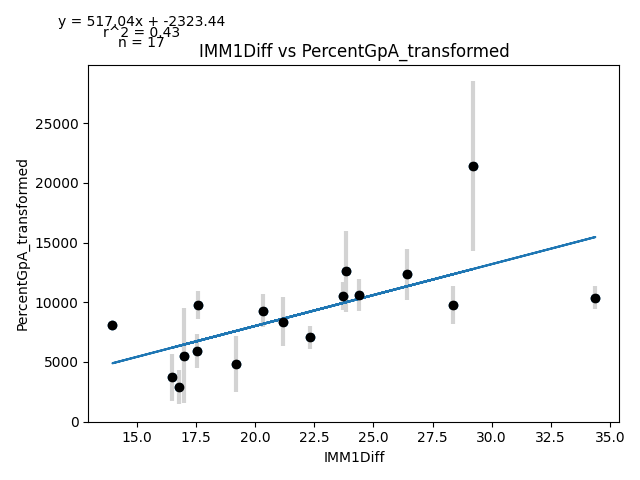 y = 517.04x + -2323.44
r^2 = 0.43
n = 17
IMM1Diff vs PercentGpA_transformed
PercentGpA_transformed
25000
20000
15000
10000
5000
0
15.0 17.5 20.0 22.5 25.0 27.5 30.0 32.5 35.0
IMM1Diff